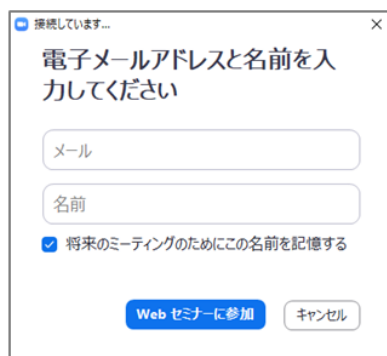 接続しています...
電子メールアドレスと名前を入
力してください
メール
名前
将来のミーティングのためにこの名前を記憶する
Web セミナーに参加 キャンセル